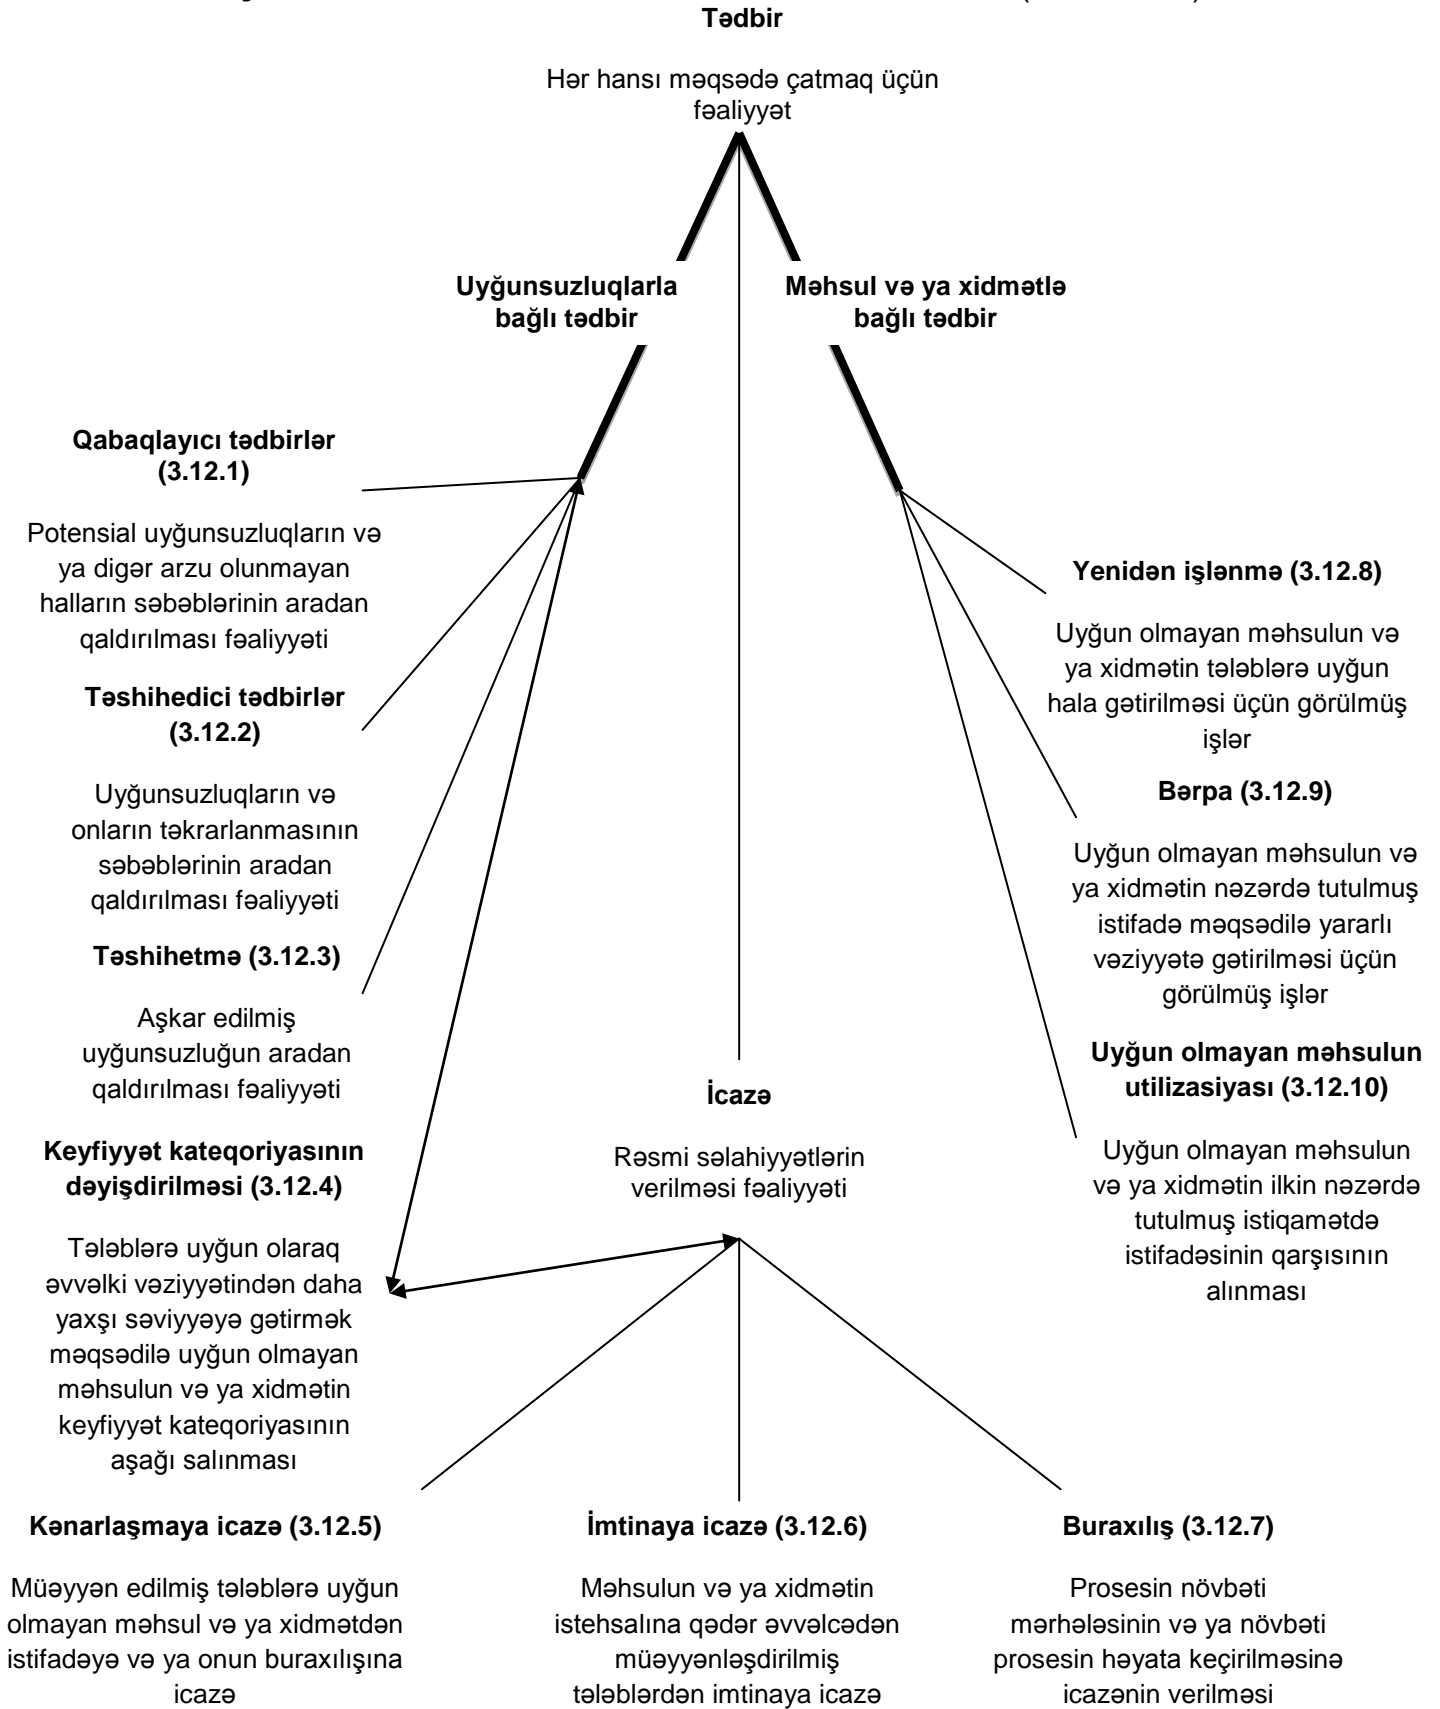 Tədbir
Hər hansı məqsədə çatmaq üçün
fəaliyyət
Uyğunsuzluqlarla
bağlı tədbir
Məhsul və ya xidmətlə
bağlı tədbir
Qabaqlayıcı tədbirlər
(3.12.1)
Potensial uyğunsuzluqların və
ya digər arzu olunmayan
halların səbəblərinin aradan
qaldırılması fəaliyyəti
Təshihedici tədbirlər
(3.12.2)
Uyğunsuzluqların və
onların təkrarlanmasının
səbəblərinin aradan
qaldırılması fəaliyyəti
Təshihetmə (3.12.3)
Aşkar edilmiş
uyğunsuzluğun aradan
qaldırılması fəaliyyəti
Keyfiyyət kateqoriyasının
dəyişdirilməsi (3.12.4)
Tələblərə uyğun olaraq
əvvəlki vəziyyətindən daha
yaxşı səviyyəyə gətirmək
məqsədilə uyğun olmayan
məhsulun və ya xidmətin
keyfiyyət kateqoriyasının
aşağı salınması
Yenidən işlənmə (3.12.8)
Uyğun olmayan məhsulun və
ya xidmətin tələblərə uyğun
hala gətirilməsi üçün görülmüş
işlər
Bərpa (3.12.9)
Uyğun olmayan məhsulun və
ya xidmətin nəzərdə tutulmuş
istifadə məqsədilə yararlı
vəziyyətə gətirilməsi üçün
görülmüş işlər
Uyğun olmayan məhsulun
utilizasiyası (3.12.10)
Uyğun olmayan məhsulun
və ya xidmətin ilkin nəzərdə
tutulmuş istiqamətdə
istifadəsinin qarşısının
alınması
İcazə
Rəsmi səlahiyyətlərin
verilməsi fəaliyyəti
Kənarlaşmaya icazə (3.12.5)
Müəyyən edilmiş tələblərə uyğun
olmayan məhsul və ya xidmətdən
istifadəyə və ya onun buraxılışına
icazə
İmtinaya icazə (3.12.6)
Məhsulun və ya xidmətin
istehsalına qədər əvvəlcədən
müəyyənləşdirilmiş
tələblərdən imtinaya icazə
Buraxılış (3.12.7)
Prosesin növbəti
mərhələsinin və ya növbəti
prosesin həyata keçirilməsinə
icazənin verilməsi